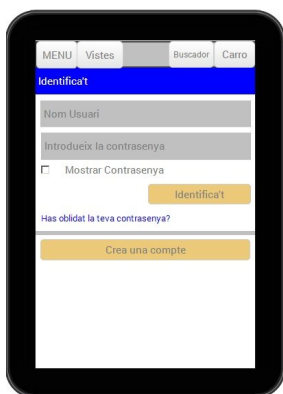 MENU Vistes Buscador Carro
Identifica't
Nom Usuari
Introdueix la contrasenya
Mostrar Contrasenya
Identifica't
Has oblidat la teva contrasenya?
Crea una compte